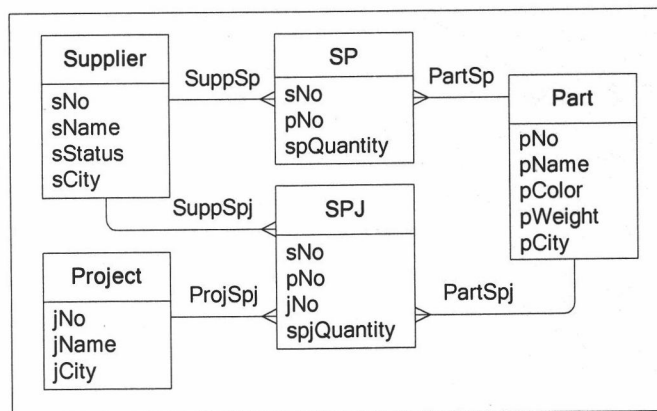 Supplier
sNo
sName
sStatus
sCity
SuppSp
SP
sNo
pNo
spQuantity
PartSp
Part
pNo
pName
pColor
pWeight
pCity
SuppSpj
SPJ
sNo
pNo
jNo
spjQuantity
Project
jNo
jName
jCity
ProjSpj
PartSpj